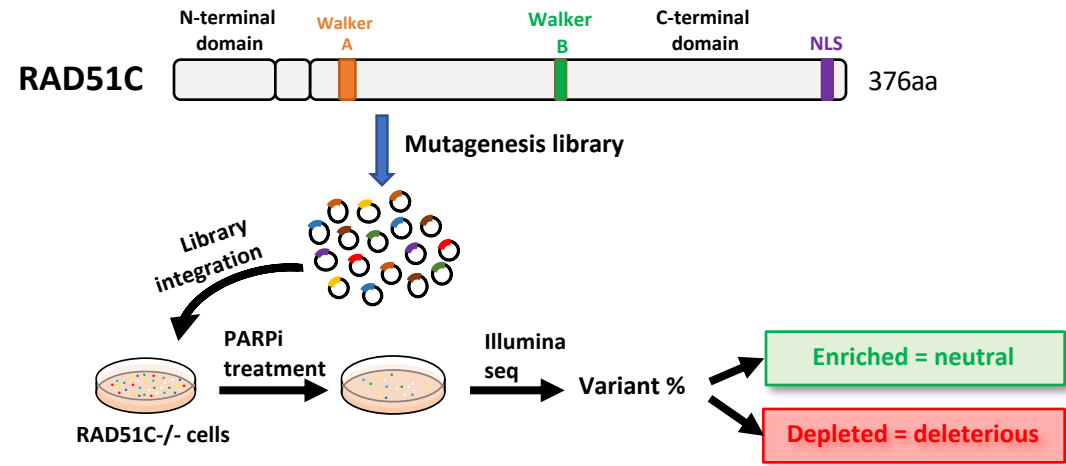 N-terminal
domain
Walker
A
Walker
B
C-terminal
domain
NLS
RAD51C
376aa
Mutagenesis library
Library
integration
PARPi
treatment
Illumina
seq
Variant %
Enriched = neutral
Depleted = deleterious
RAD51C-/- cells